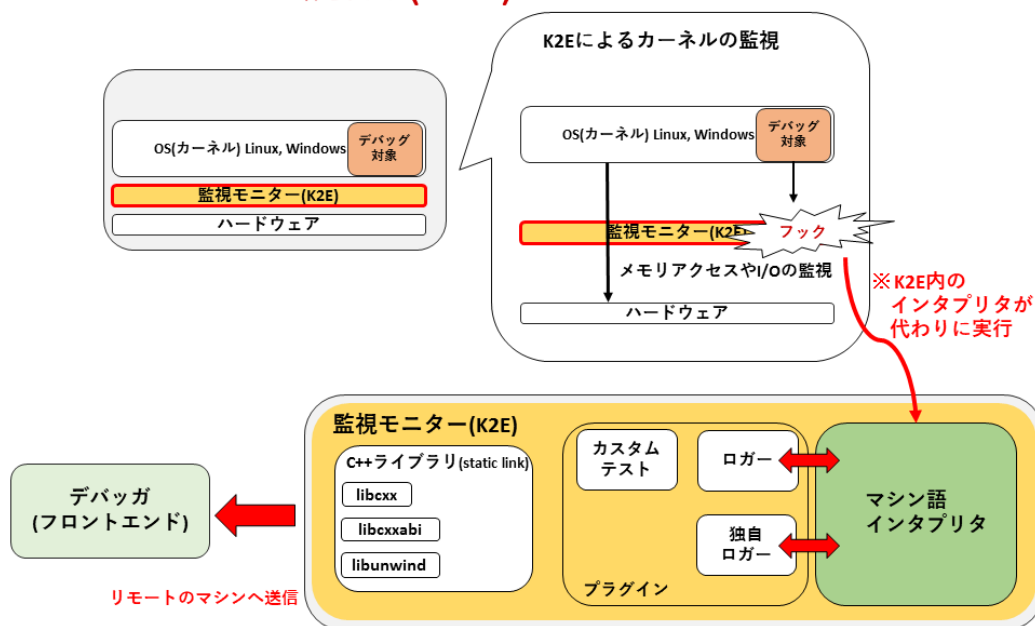 K2Eによるカーネルの監視
OS(カーネル) Linux, Windows
デバッグ
対象
監視モニター(K2E)
ハードウェア
OS(カーネル) Linux, Windows
デバッグ
対象
監視モニター(K2E)
フック
メモリアクセスやI/Oの監視
ハードウェア
※K2E内の
インタプリタが
代わりに実行
監視モニター(K2E)
C++ライブラリ(static link)
libcxx
libcxxabi
libunwind
カスタム
テスト
ロガー
独自
ロガー
プラグイン
マシン語
インタプリタ
デバッガ
(フロントエンド)
リモートのマシンへ送信